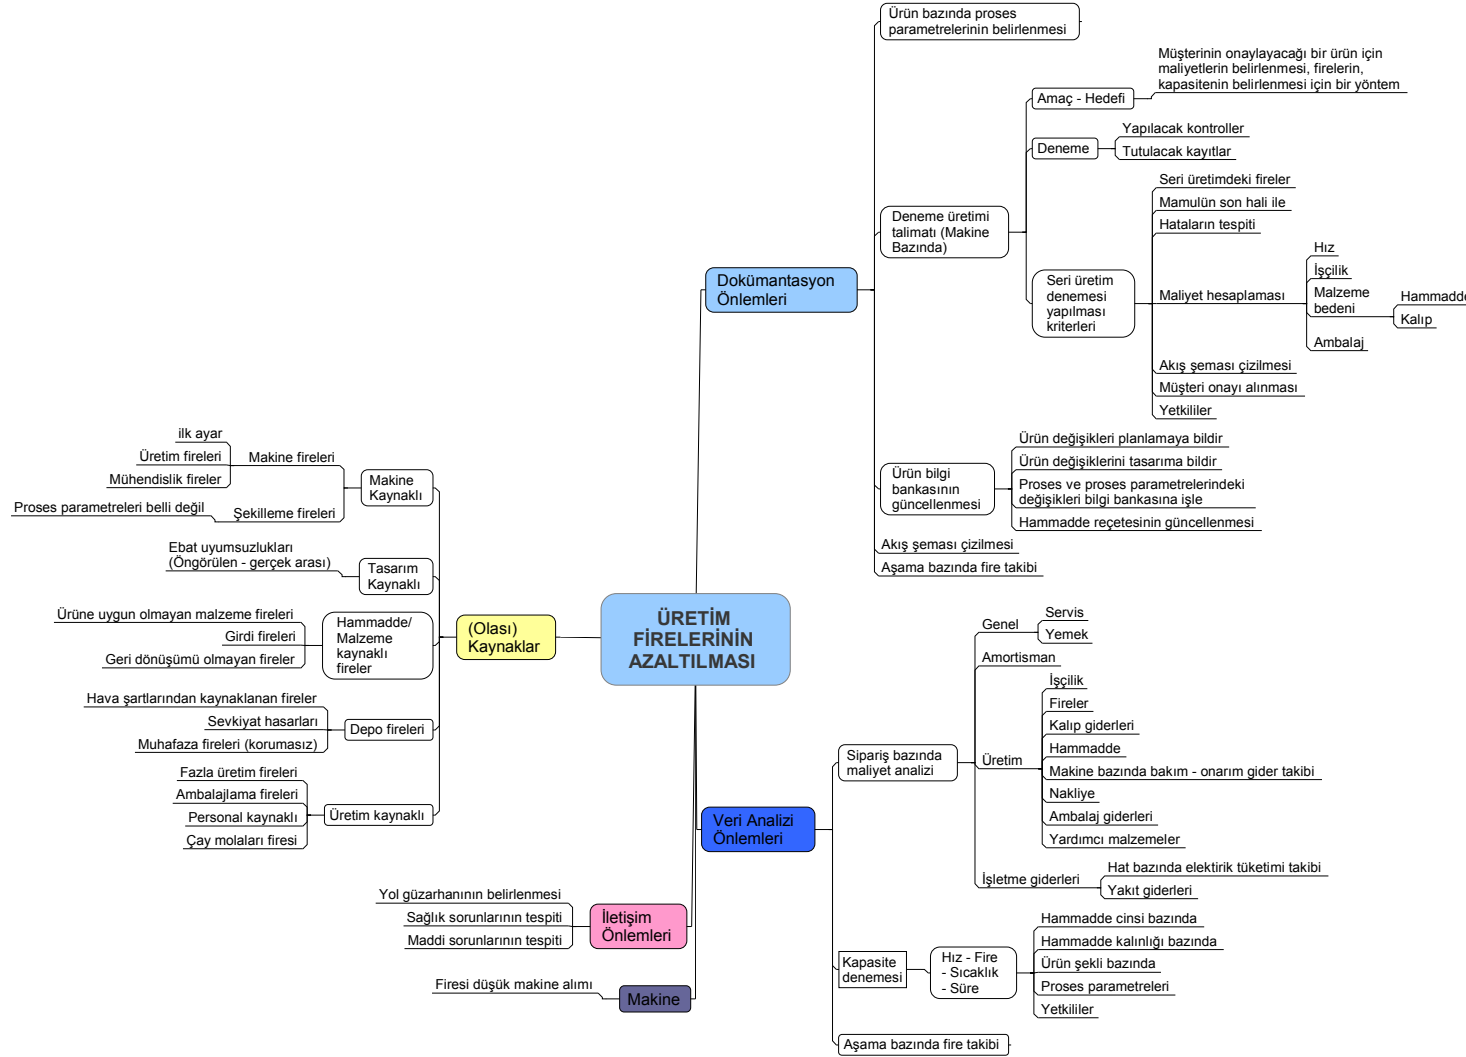 ÜRETİM
FİRELERİNİN
AZALTILMASI
Dokümantasyon
Önlemleri
Ürün bazında proses
parametrelerinin belirlenmesi
Deneme üretimi
talimatı (Makine
Bazında)
Amaç - Hedefi
Müşterinin onaylayacağı bir ürün için
maliyetlerin belirlenmesi, firelerin,
kapasitenin belirlenmesi için bir yöntem
Deneme
Yapılacak kontroller
Tutulacak kayıtlar
Seri üretim
denemesi
yapılması
kriterleri
Seri üretimdeki fireler
Mamulün son hali ile
Hataların tespiti
Maliyet hesaplaması
Hız
İşçilik
Malzeme
bedeni
Hammadde
Kalıp
Ambalaj
Akış şeması çizilmesi
Müşteri onayı alınması
Yetkililer
Ürün bilgi
bankasının
güncellenmesi
Ürün değişikleri planlamaya bildir
Ürün değişiklerini tasarıma bildir
Proses ve proses parametrelerindeki
değişikleri bilgi bankasına işle
Hammadde reçetesinin güncellenmesi
Akış şeması çizilmesi
Aşama bazında fire takibi
Veri Analizi
Önlemleri
Sipariş bazında
maliyet analizi
Genel
Servis
Yemek
Amortisman
Üretim
İşçilik
Fireler
Kalıp giderleri
Hammadde
Makine bazında bakım - onarım gider takibi
Nakliye
Ambalaj giderleri
Yardımcı malzemeler
İşletme giderleri
Hat bazında elektirik tüketimi takibi
Yakıt giderleri
Kapasite
denemesi
Hız - Fire
- Sıcaklık
- Süre
Hammadde cinsi bazında
Hammadde kalınlığı bazında
Ürün şekli bazında
Proses parametreleri
Yetkililer
Aşama bazında fire takibi
Makine
Firesi düşük makine alımı
İletişim
Önlemleri
Yol güzarhanının belirlenmesi
Sağlık sorunlarının tespiti
Maddi sorunlarının tespiti
(Olası)
Kaynaklar
Makine
Kaynaklı
Makine fireleri
ilk ayar
Üretim fireleri
Mühendislik fireler
Şekilleme fireleri
Proses parametreleri belli değil
Tasarım
Kaynaklı
Ebat uyumsuzlukları
(Öngörülen - gerçek arası)
Hammadde/
Malzeme
kaynaklı
fireler
Ürüne uygun olmayan malzeme fireleri
Girdi fireleri
Geri dönüşümü olmayan fireler
Depo fireleri
Hava şartlarından kaynaklanan fireler
Sevkiyat hasarları
Muhafaza fireleri (korumasız)
Üretim kaynaklı
Fazla üretim fireleri
Ambalajlama fireleri
Personal kaynaklı
Çay molaları firesi